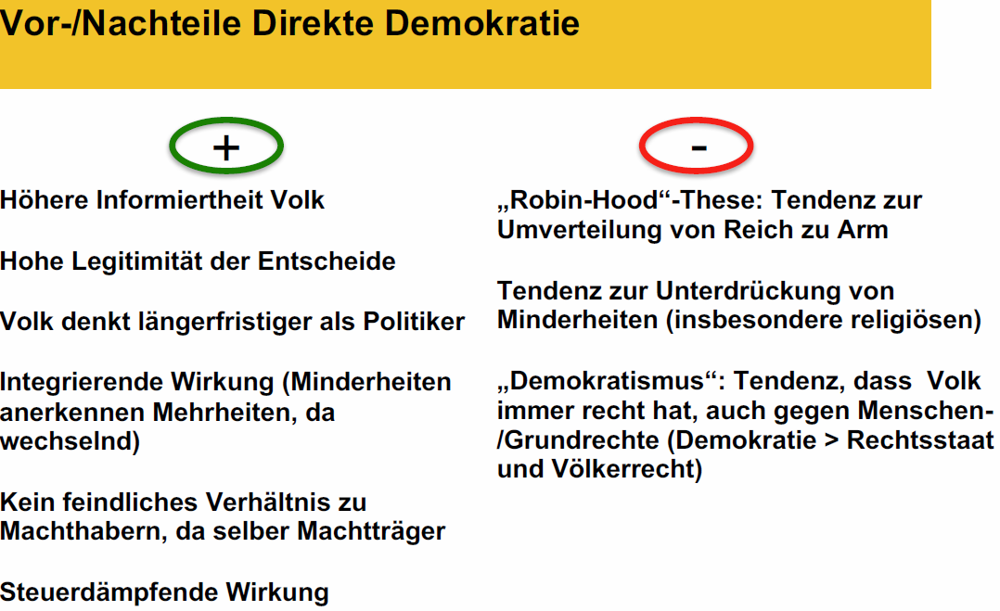 Vor-/Nachteile Direkte Demokratie
+
Höhere Informiertheit Volk
Hohe Legitimität der Entscheide
Volk denkt längerfristiger als Politiker
Integrierende Wirkung (Minderheiten
anerkennen Mehrheiten, da
wechselnd)
Kein feindliches Verhältnis zu
Machthabern, da selber Machtträger
Steuerdämpfende Wirkung
-
„Robin-Hood“-These: Tendenz zur
Umverteilung von Reich zu Arm
Tendenz zur Unterdrückung von
Minderheiten (insbesondere religiösen)
„Demokratismus“: Tendenz, dass  Volk
immer recht hat, auch gegen Menschen-
/Grundrechte (Demokratie > Rechtsstaat
und Völkerrecht)